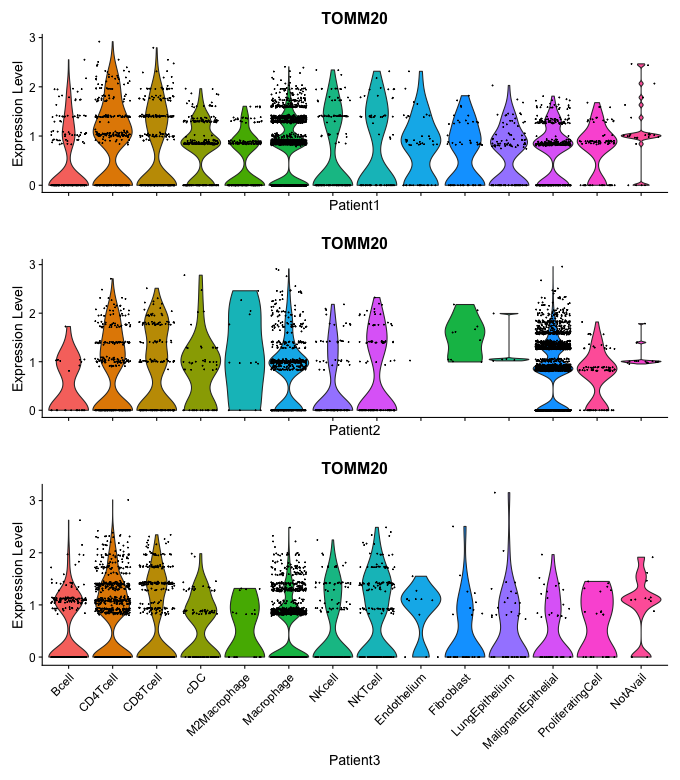 TOMM20
Expression Level
3
2
1
0
Patient1
TOMM20
Expression Level
3
2
1
0
Patient2
TOMM20
Expression Level
3
2
1
0
Bcell
CD4Tcell
CD8Tcell
cDC
M2Macrophage
Macrophage
NKcell
NKTcell
Endothelium
Fibroblast
LungEpithelium
MalignantEpithelial
ProliferatingCell
NotAvail
Patient3